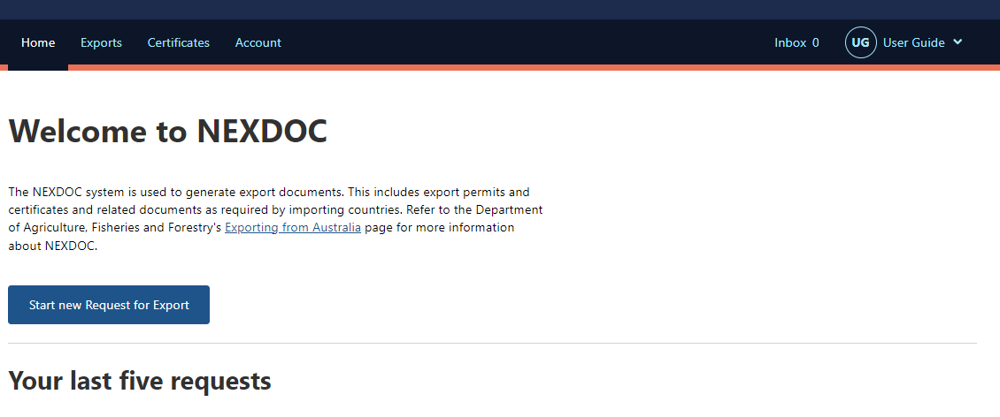 Home Exports Certificates Account Inbox 0 UG User Guide
Welcome to NEXDOC
The NEXDOC system is used to generate export documents. This includes export permits and
certificates and related documents as required by importing countries. Refer to the Department
of Agriculture, Fisheries and Forestry's Exporting from Australia page for more information
about NEXDOC.
Start new Request for Export
Your last five requests